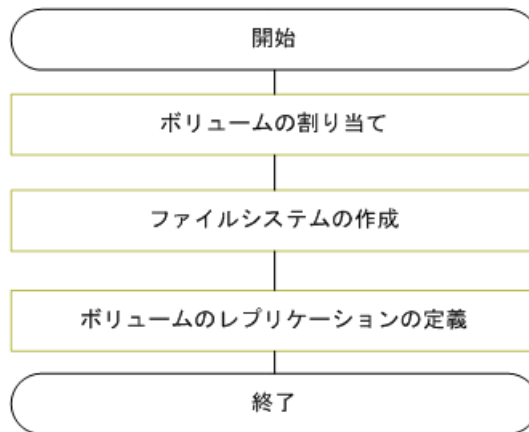 開始
ボリュームの割り当て
ファイルシステムの作成
ボリュームのレプリケーションの定義
終了